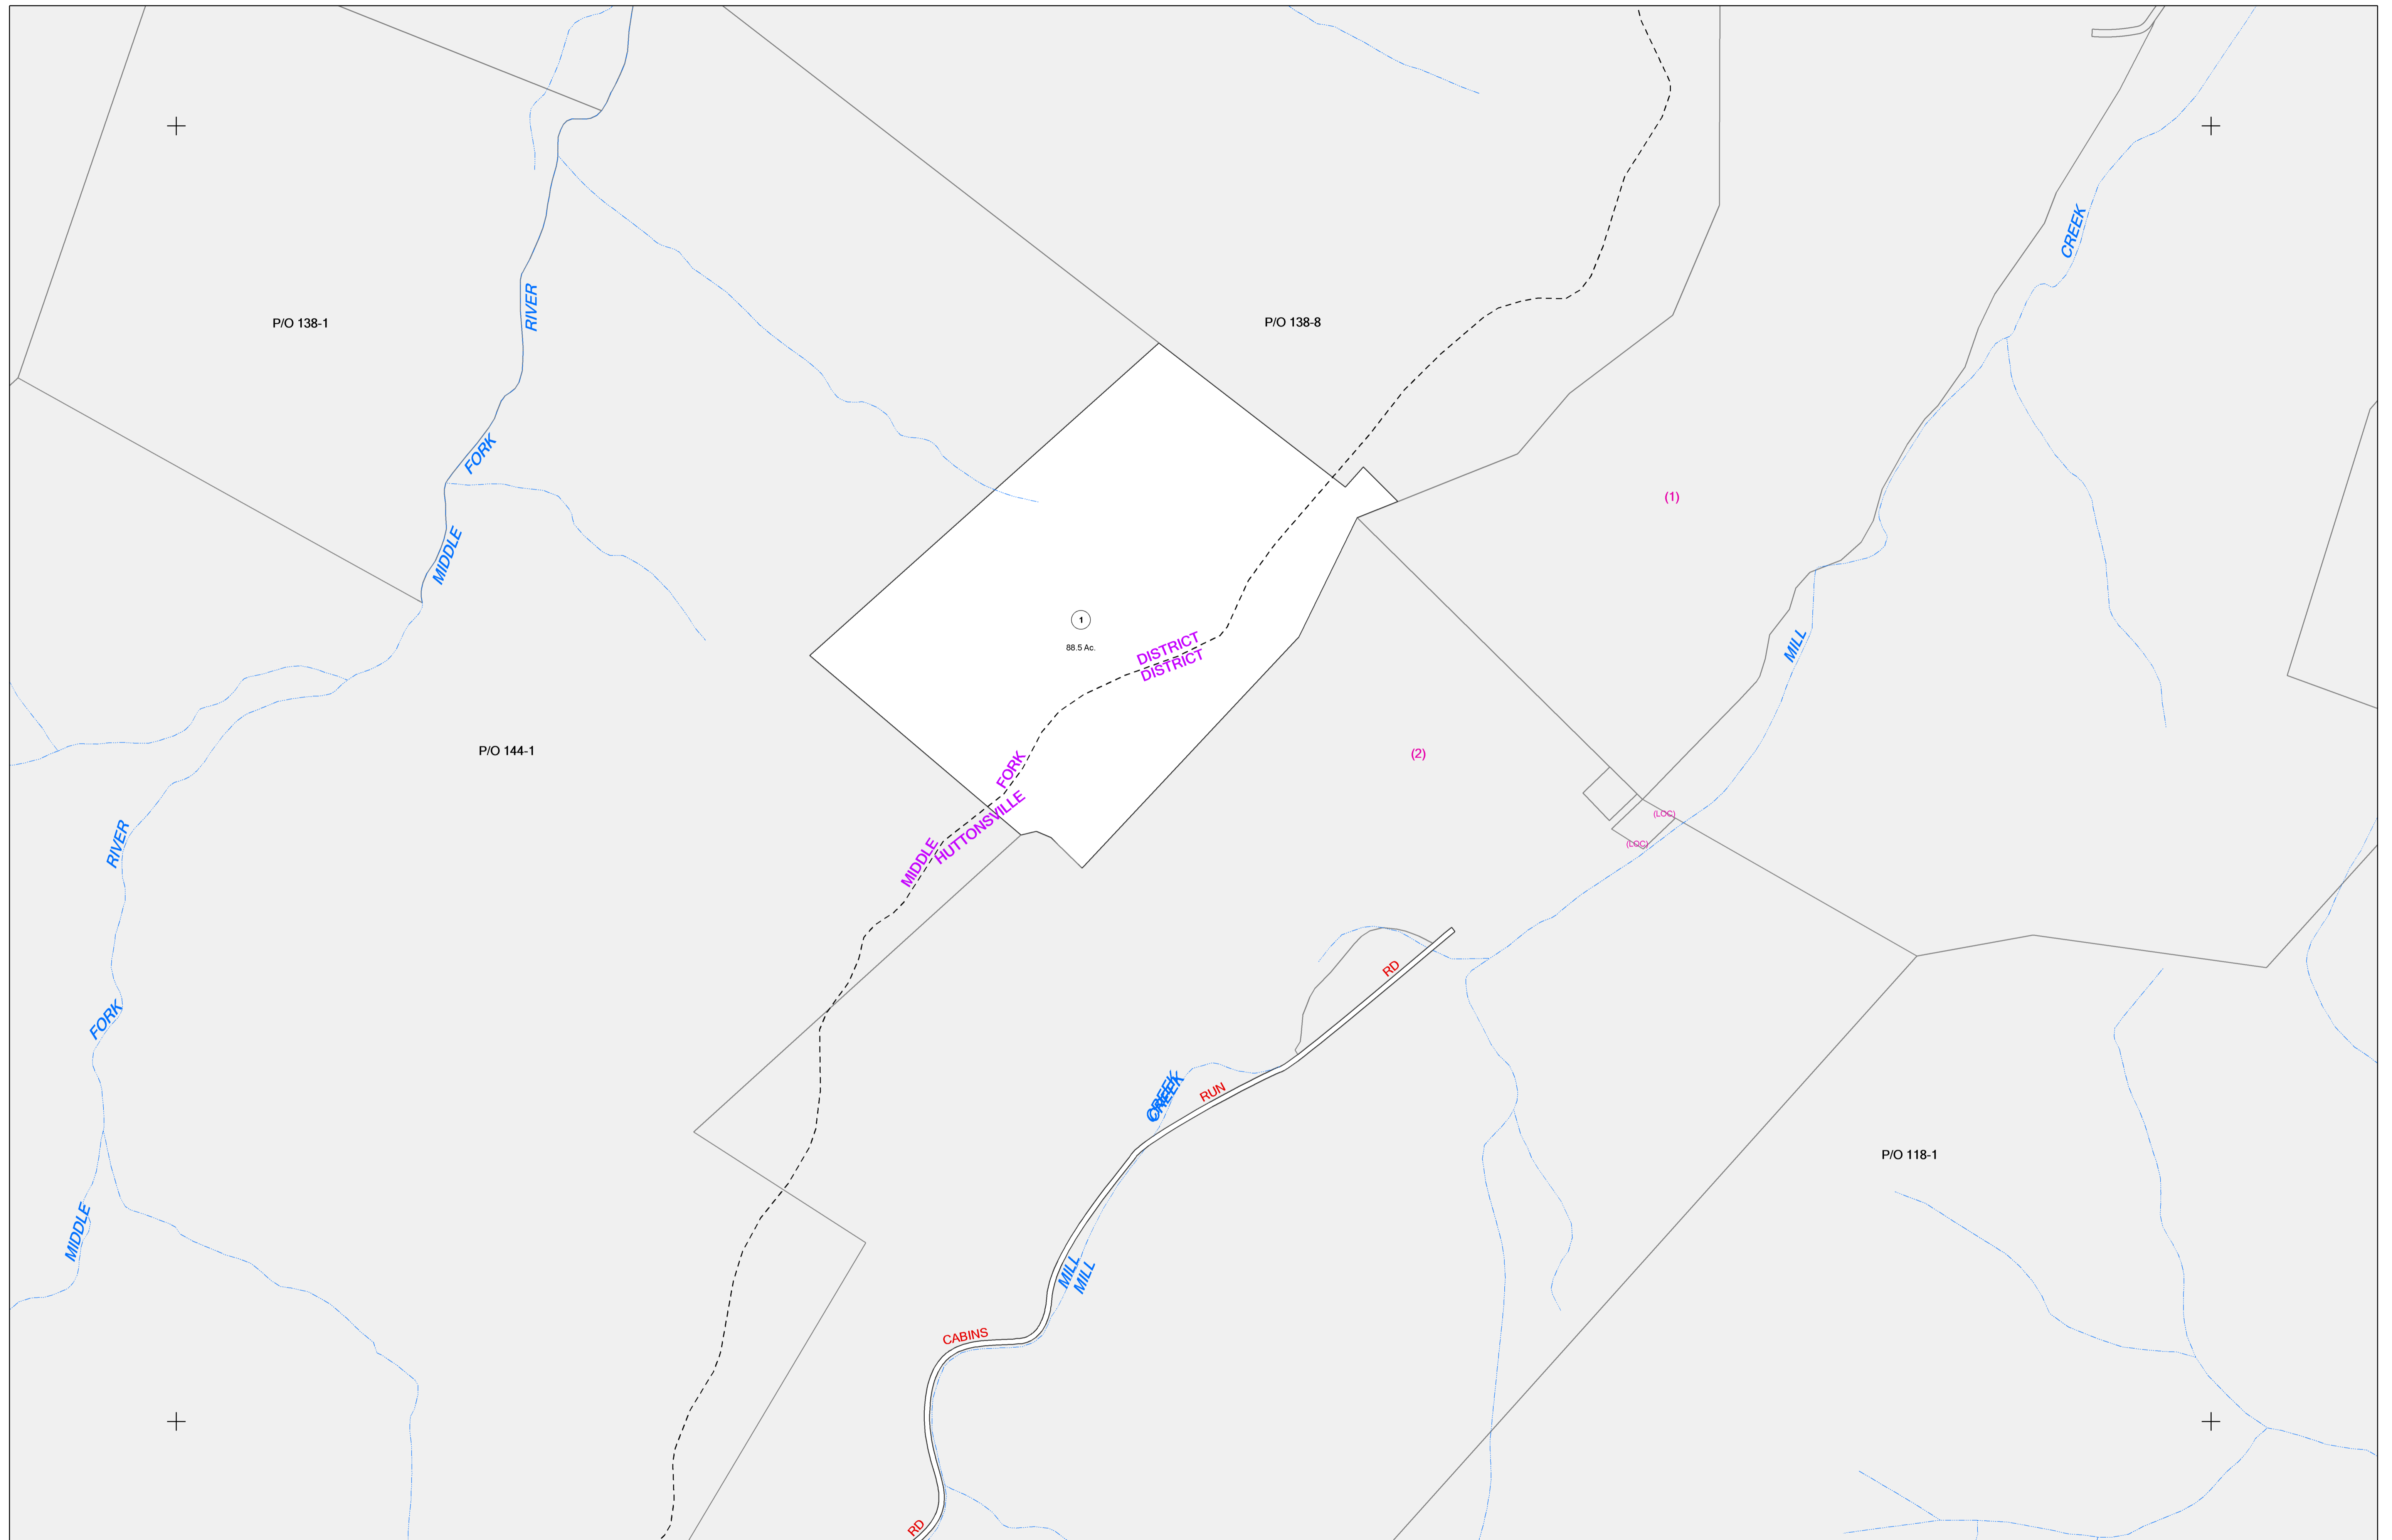 CREEK
RIVER
P/O 138-1
P/O 138-8
FORK
(1)
MIDDLE
1
88.5 Ac.
DISTRICT
DISTRICT
MILL
P/O 144-1
(2)
FORK
HUTTONSVILLE
MIDDLE
(LOC)
(LOC)
RIVER
RD
FORK
CREEK
CREEK
RUN
P/O 118-1
MIDDLE
MILL
MILL
CABINS
RD